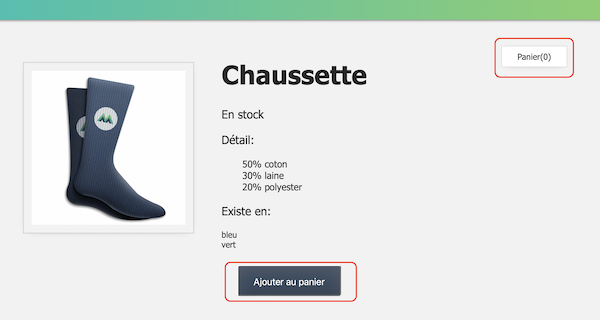 Panier(0)
Chaussette
En stock
Détail:
50% coton
30% laine
20% polyester
Existe en:
bleu
vert
Ajouter au panier